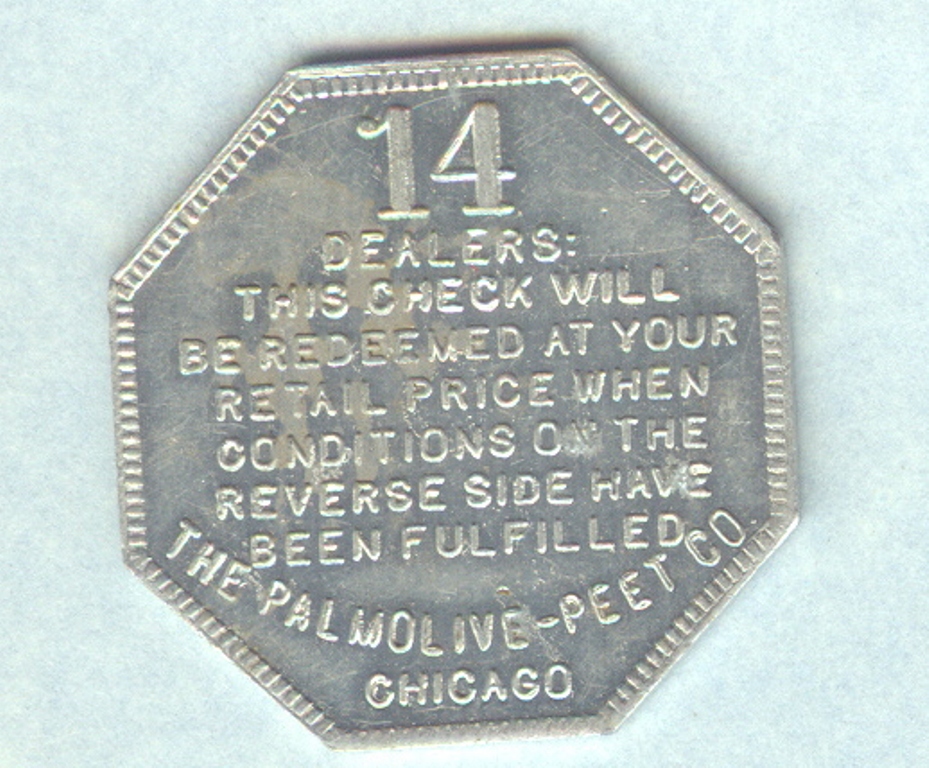 14
DEALERS:
THIS CHECK WILL
BE REDEEMED AT YOUR
RETAIL PRICE WHEN
CONDITIONS ON THE
REVERSE SIDE HAVE
BEEN FULFILLED
THE PALMOLIVE-PEET CO.
CHICAGO